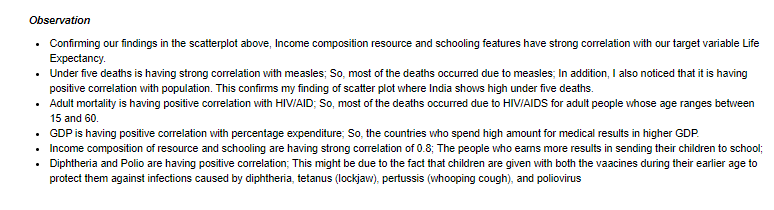 Observation
• Confirming our findings in the scatterplot above, Income composition resource and schooling features have strong correlation with our target variable Life
Expectancy.
• Under five deaths is having strong correlation with measles; So, most of the deaths occurred due to measles; In addition, I also noticed that it is having
positive correlation with population. This confirms my finding of scatter plot where India shows high under five deaths.
• Adult mortality is having positive correlation with HIV/AID; So, most of the deaths occurred due to HIV/AIDS for adult people whose age ranges between
15 and 60.
• GDP is having positive correlation with percentage expenditure; So, the countries who spend high amount for medical results in higher GDP.
• Income composition of resource and schooling are having strong correlation of 0.8; The people who earns more results in sending their children to school;
• Diphtheria and Polio are having positive correlation; This might be due to the fact that children are given with both the vaacines during their earlier age to
protect them against infections caused by diphtheria, tetanus (lockjaw), pertussis (whooping cough), and poliovirus